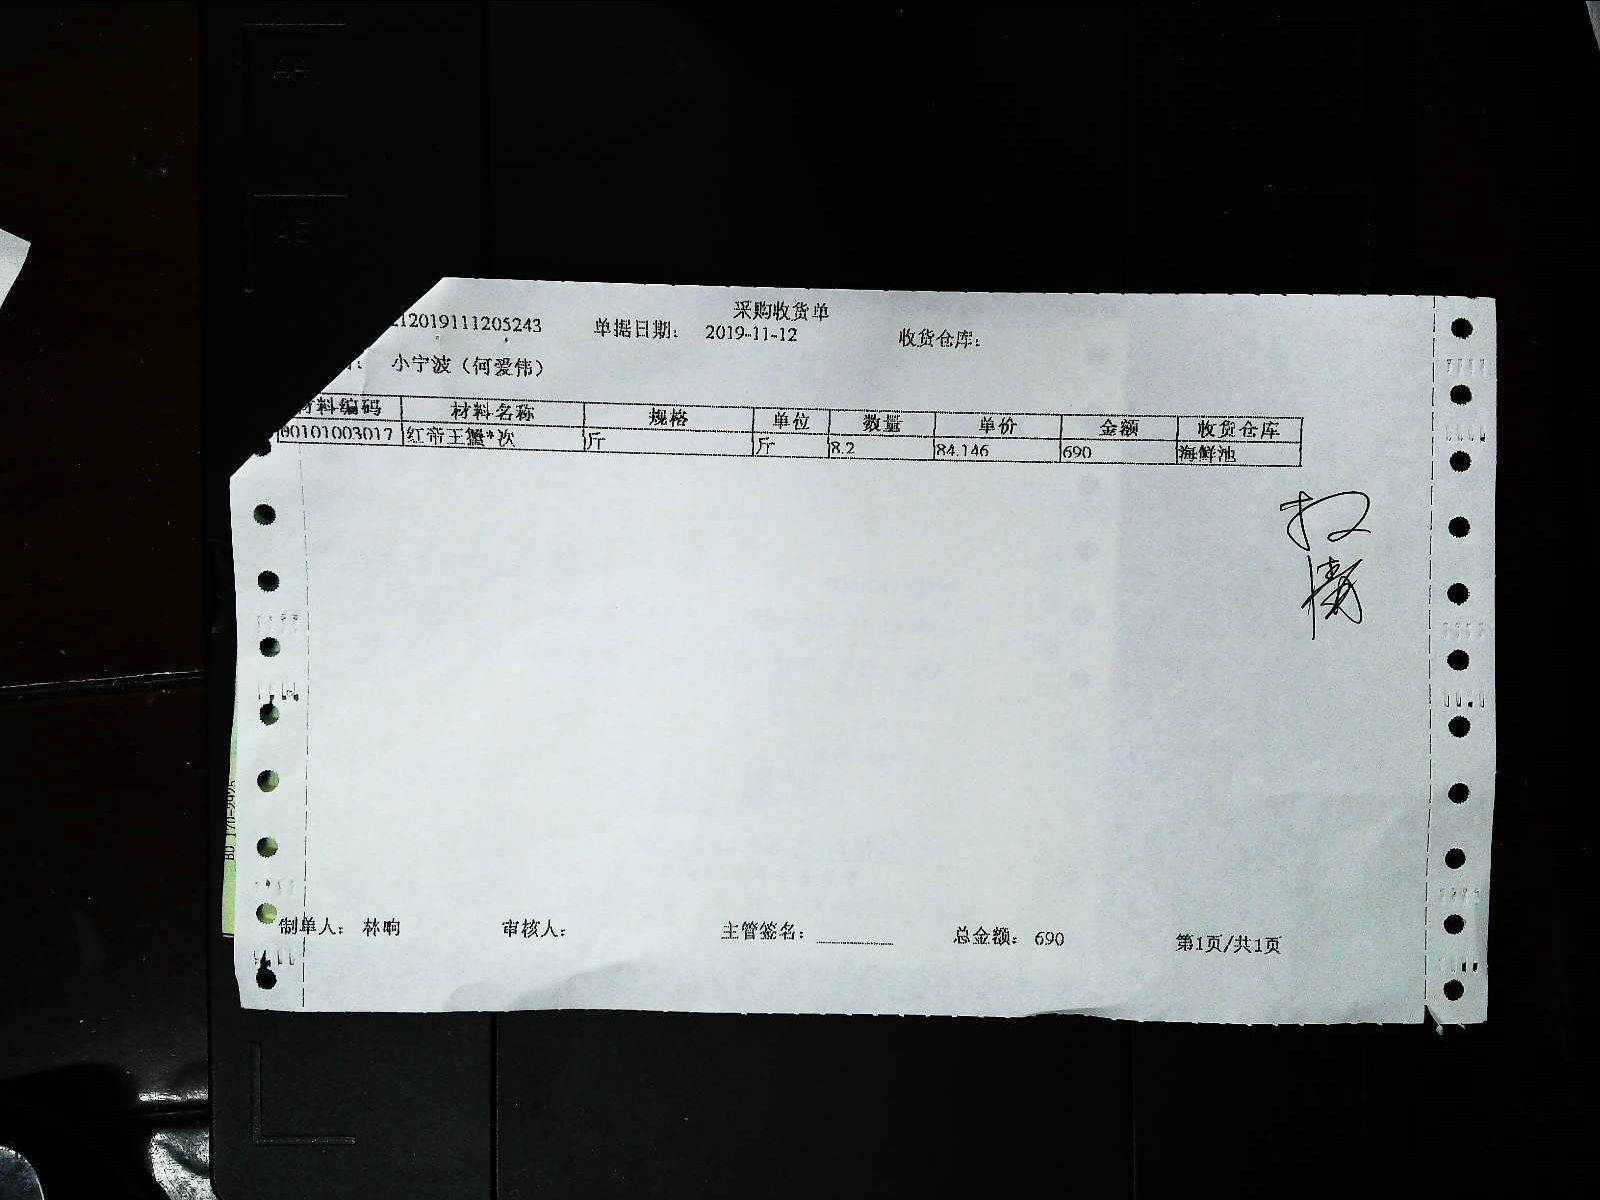 采购收货单
12019111205243 单据日期: 2019-11-12 收货仓库:
: 小宁波(何爱伟)
材料编码 材料名称 规格 单位 数量 单价 金额 收货仓库
00101003017 红帝王蟹*次 斤 斤 8.2 84.146 690 海鲜池
制单人: 林响 审核人: 主管签名: 总金额: 690 第1页/共1页